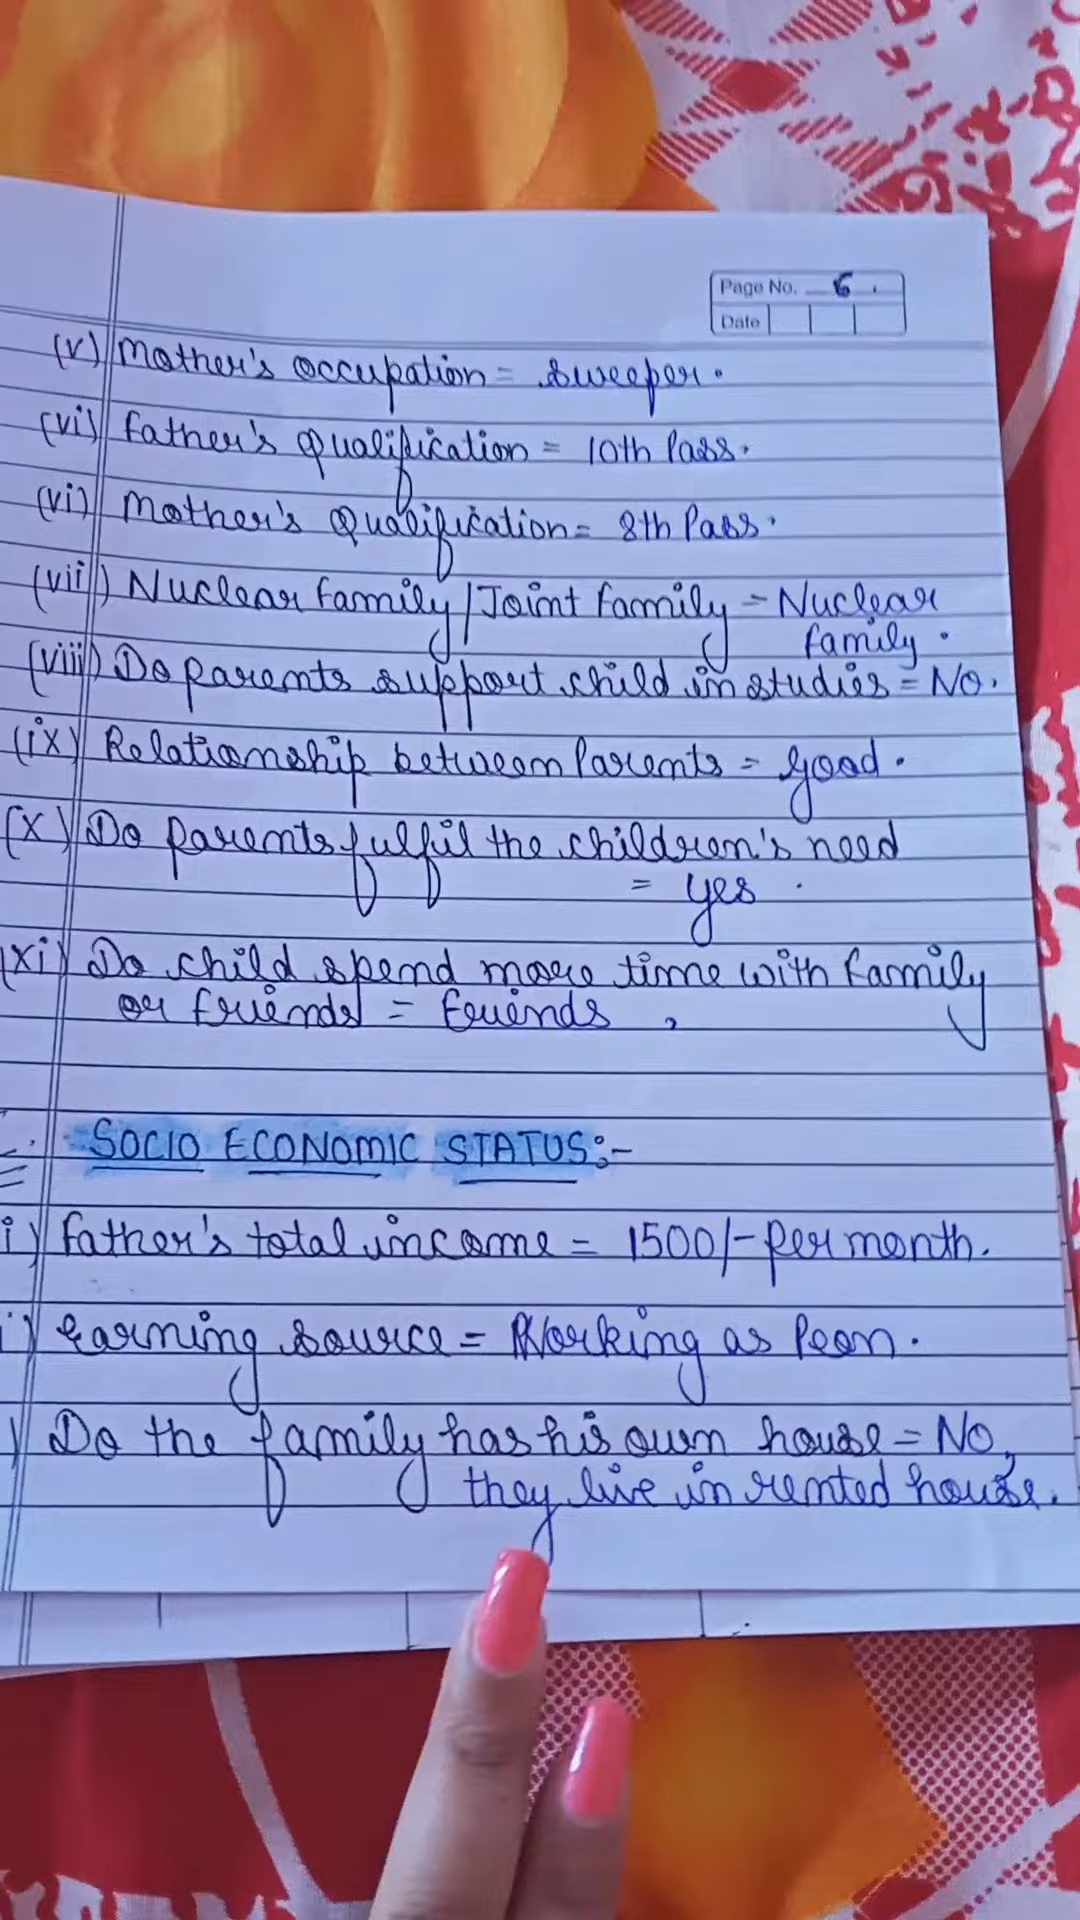 Page No. 6.
Date
(v) Mother's occupation = Sweeper.
(vi) Father's Qualification = 10th Pass.
(vi) Mother's Qualification = 8th Pass.
(vii) Nuclear family / Joint family = Nuclear
family.
(viii) Do parents support child in studies = No.
(ix) Relationship between Parents = Good.
(x) Do parents fulfil the children's need
= yes.
(xi) Do child spend more time with family
or friends = friends,
SOCIO ECONOMIC STATUS:-
i) Father's total income = 1500/- per month.
i) Earning source = Working as Peon.
) Do the family has his own house = No,
they live in rented house.